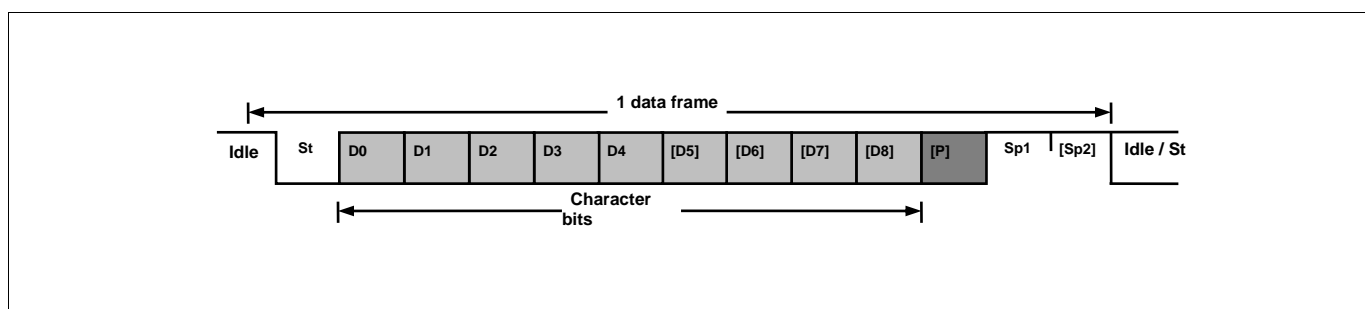 1 data frame
Idle St D0 D1 D2 D3 D4 [D5] [D6] [D7] [D8] [P] Sp1 [Sp2] Idle / St
Character
bits